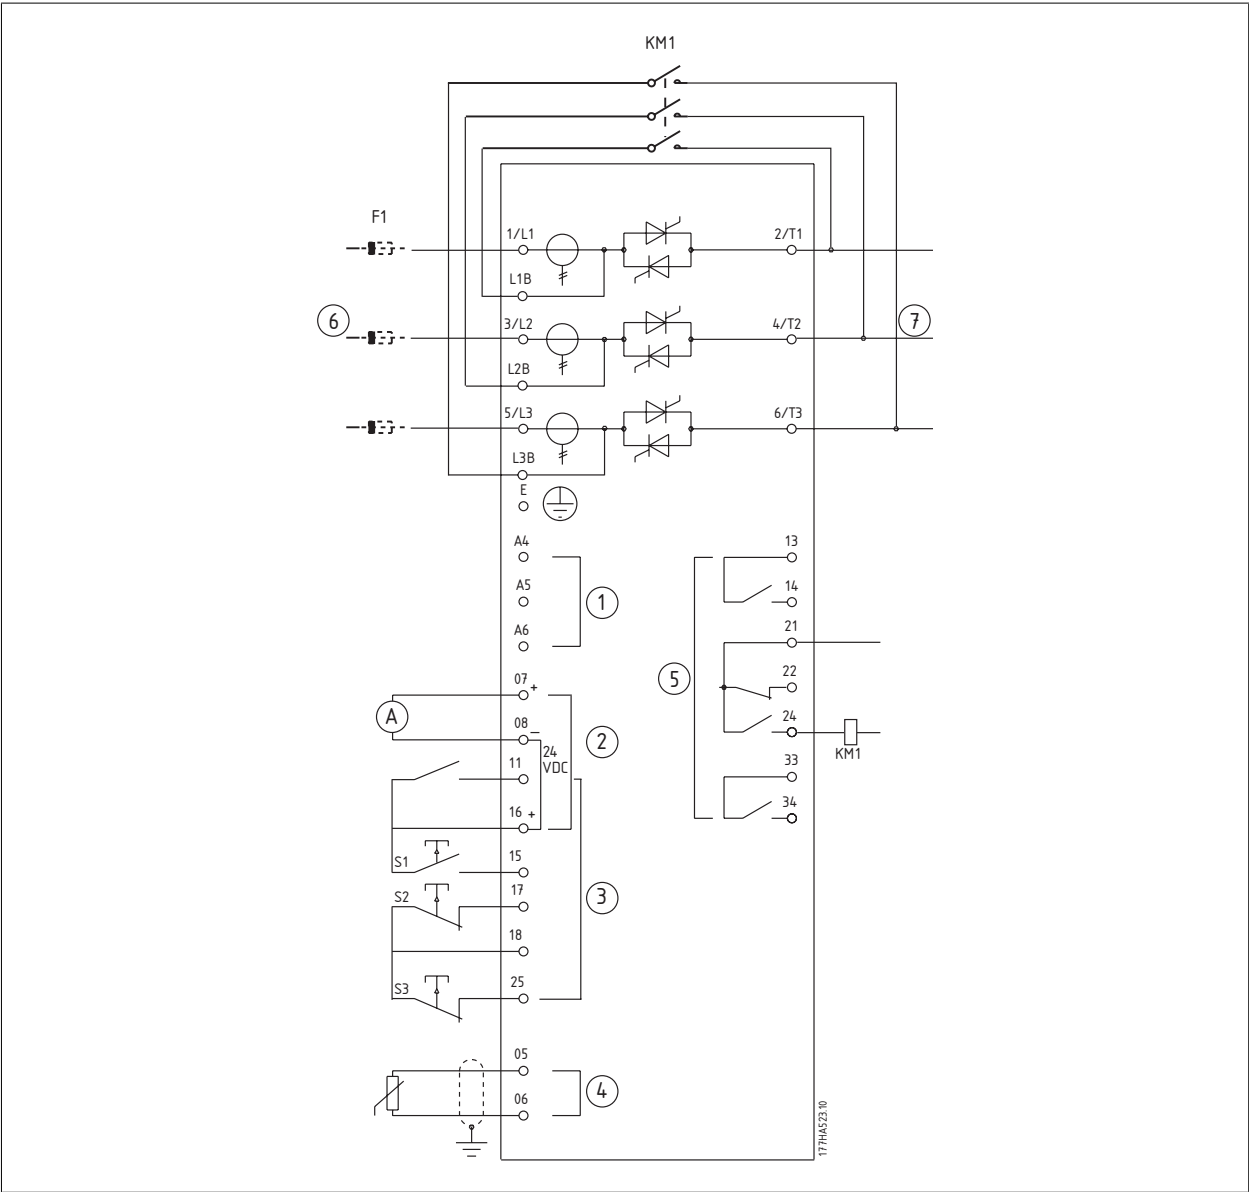 KM1
F1
1/L1
2/T1
L1B
6
3/L2
4/T2
7
L2B
5/L3
6/T3
L3B
E
A4
A5
1
A6
13
14
21
5
22
24
KM1
33
34
07 +
A
08 –
2
24
VDC
11
16 +
S1
15
S2
17
3
18
S3
25
05
4
06
177HA523.10